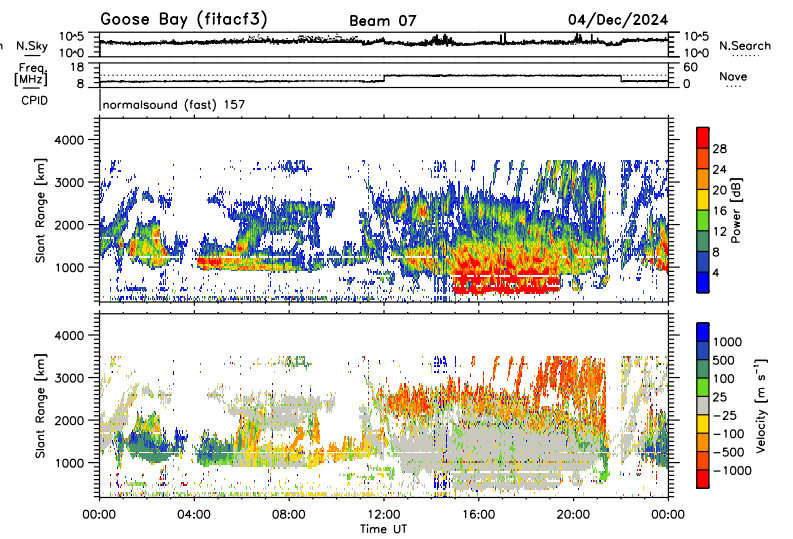 Goose Bay (fitacf3) Beam 07 04/Dec/2024
N.Sky 10^5 10^0 10^5 10^0 N.Search
Freq. [MHz] 18 8 60 0 Nave
CPID normalsound (fast) 157
Slant Range [km] 4000 3000 2000 1000
Power [dB] 28 24 20 16 12 8 4
Slant Range [km] 4000 3000 2000 1000
Velocity [m s⁻¹] 1000 500 100 25 −25 −100 −500 −1000
00:00 04:00 08:00 12:00 16:00 20:00 00:00
Time UT